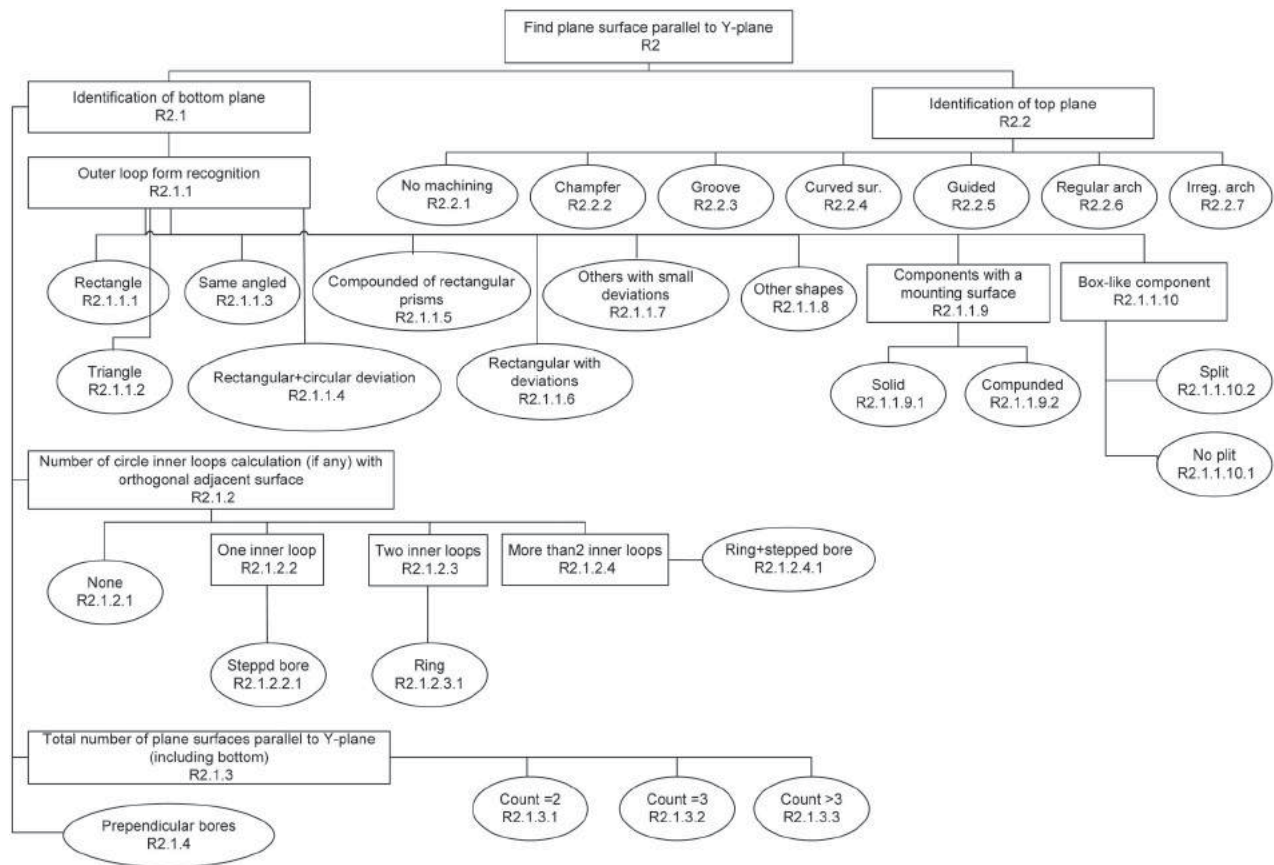 Find plane surface parallel to Y-plane
R2
Identification of bottom plane
R2.1
Identification of top plane
R2.2
Outer loop form recognition
R2.1.1
No machining
R2.2.1
Champfer
R2.2.2
Groove
R2.2.3
Curved sur.
R2.2.4
Guided
R2.2.5
Regular arch
R2.2.6
Irreg. arch
R2.2.7
Rectangle
R2.1.1.1
Same angled
R2.1.1.3
Compounded of rectangular
prisms
R2.1.1.5
Others with small
deviations
R2.1.1.7
Other shapes
R2.1.1.8
Components with a
mounting surface
R2.1.1.9
Box-like component
R2.1.1.10
Triangle
R2.1.1.2
Rectangular+circular deviation
R2.1.1.4
Rectangular with
deviations
R2.1.1.6
Solid
R2.1.1.9.1
Compunded
R2.1.1.9.2
Split
R2.1.1.10.2
No plit
R2.1.1.10.1
Number of circle inner loops calculation (if any) with
orthogonal adjacent surface
R2.1.2
None
R2.1.2.1
One inner loop
R2.1.2.2
Two inner loops
R2.1.2.3
More than2 inner loops
R2.1.2.4
Ring+stepped bore
R2.1.2.4.1
Steppd bore
R2.1.2.2.1
Ring
R2.1.2.3.1
Total number of plane surfaces parallel to Y-plane
(including bottom)
R2.1.3
Count =2
R2.1.3.1
Count =3
R2.1.3.2
Count >3
R2.1.3.3
Prependicular bores
R2.1.4